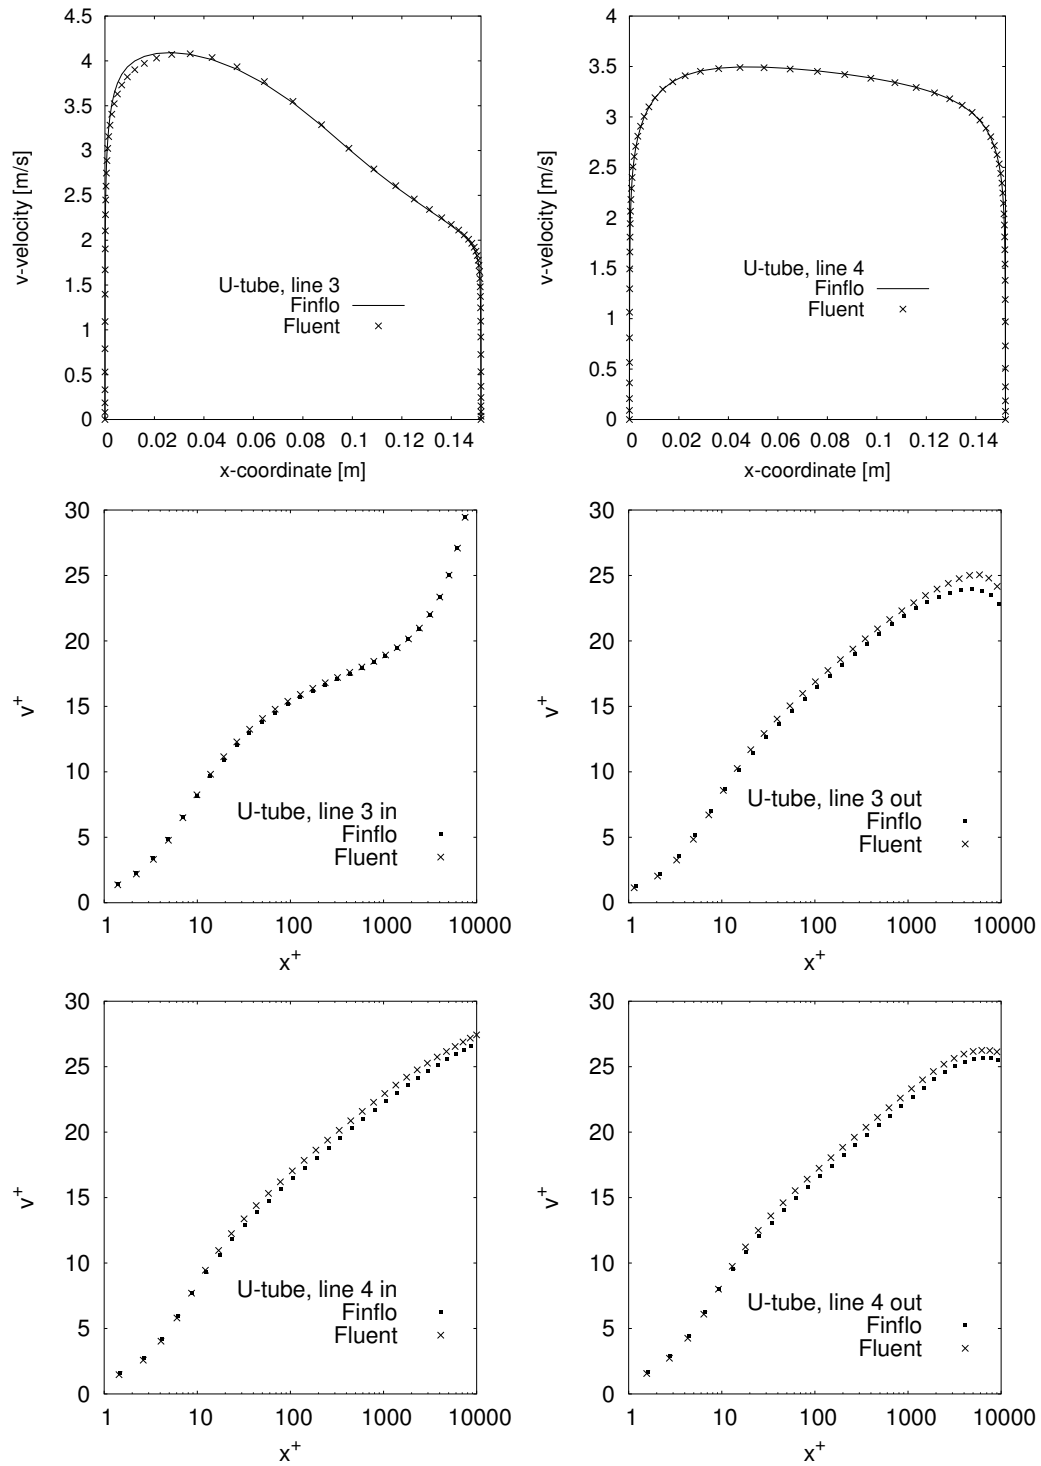 4.5
4
3.5
3
2.5
2
1.5
1
0.5
0
v-velocity [m/s]
U-tube, line 3
Finflo
Fluent
0 0.02 0.04 0.06 0.08 0.1 0.12 0.14
x-coordinate [m]
4
3.5
3
2.5
2
1.5
1
0.5
0
v-velocity [m/s]
U-tube, line 4
Finflo
Fluent
0 0.02 0.04 0.06 0.08 0.1 0.12 0.14
x-coordinate [m]
30
25
20
15
10
5
0
v+
U-tube, line 3 in
Finflo
Fluent
1 10 100 1000 10000
x+
30
25
20
15
10
5
0
v+
U-tube, line 3 out
Finflo
Fluent
1 10 100 1000 10000
x+
30
25
20
15
10
5
0
v+
U-tube, line 4 in
Finflo
Fluent
1 10 100 1000 10000
x+
30
25
20
15
10
5
0
v+
U-tube, line 4 out
Finflo
Fluent
1 10 100 1000 10000
x+